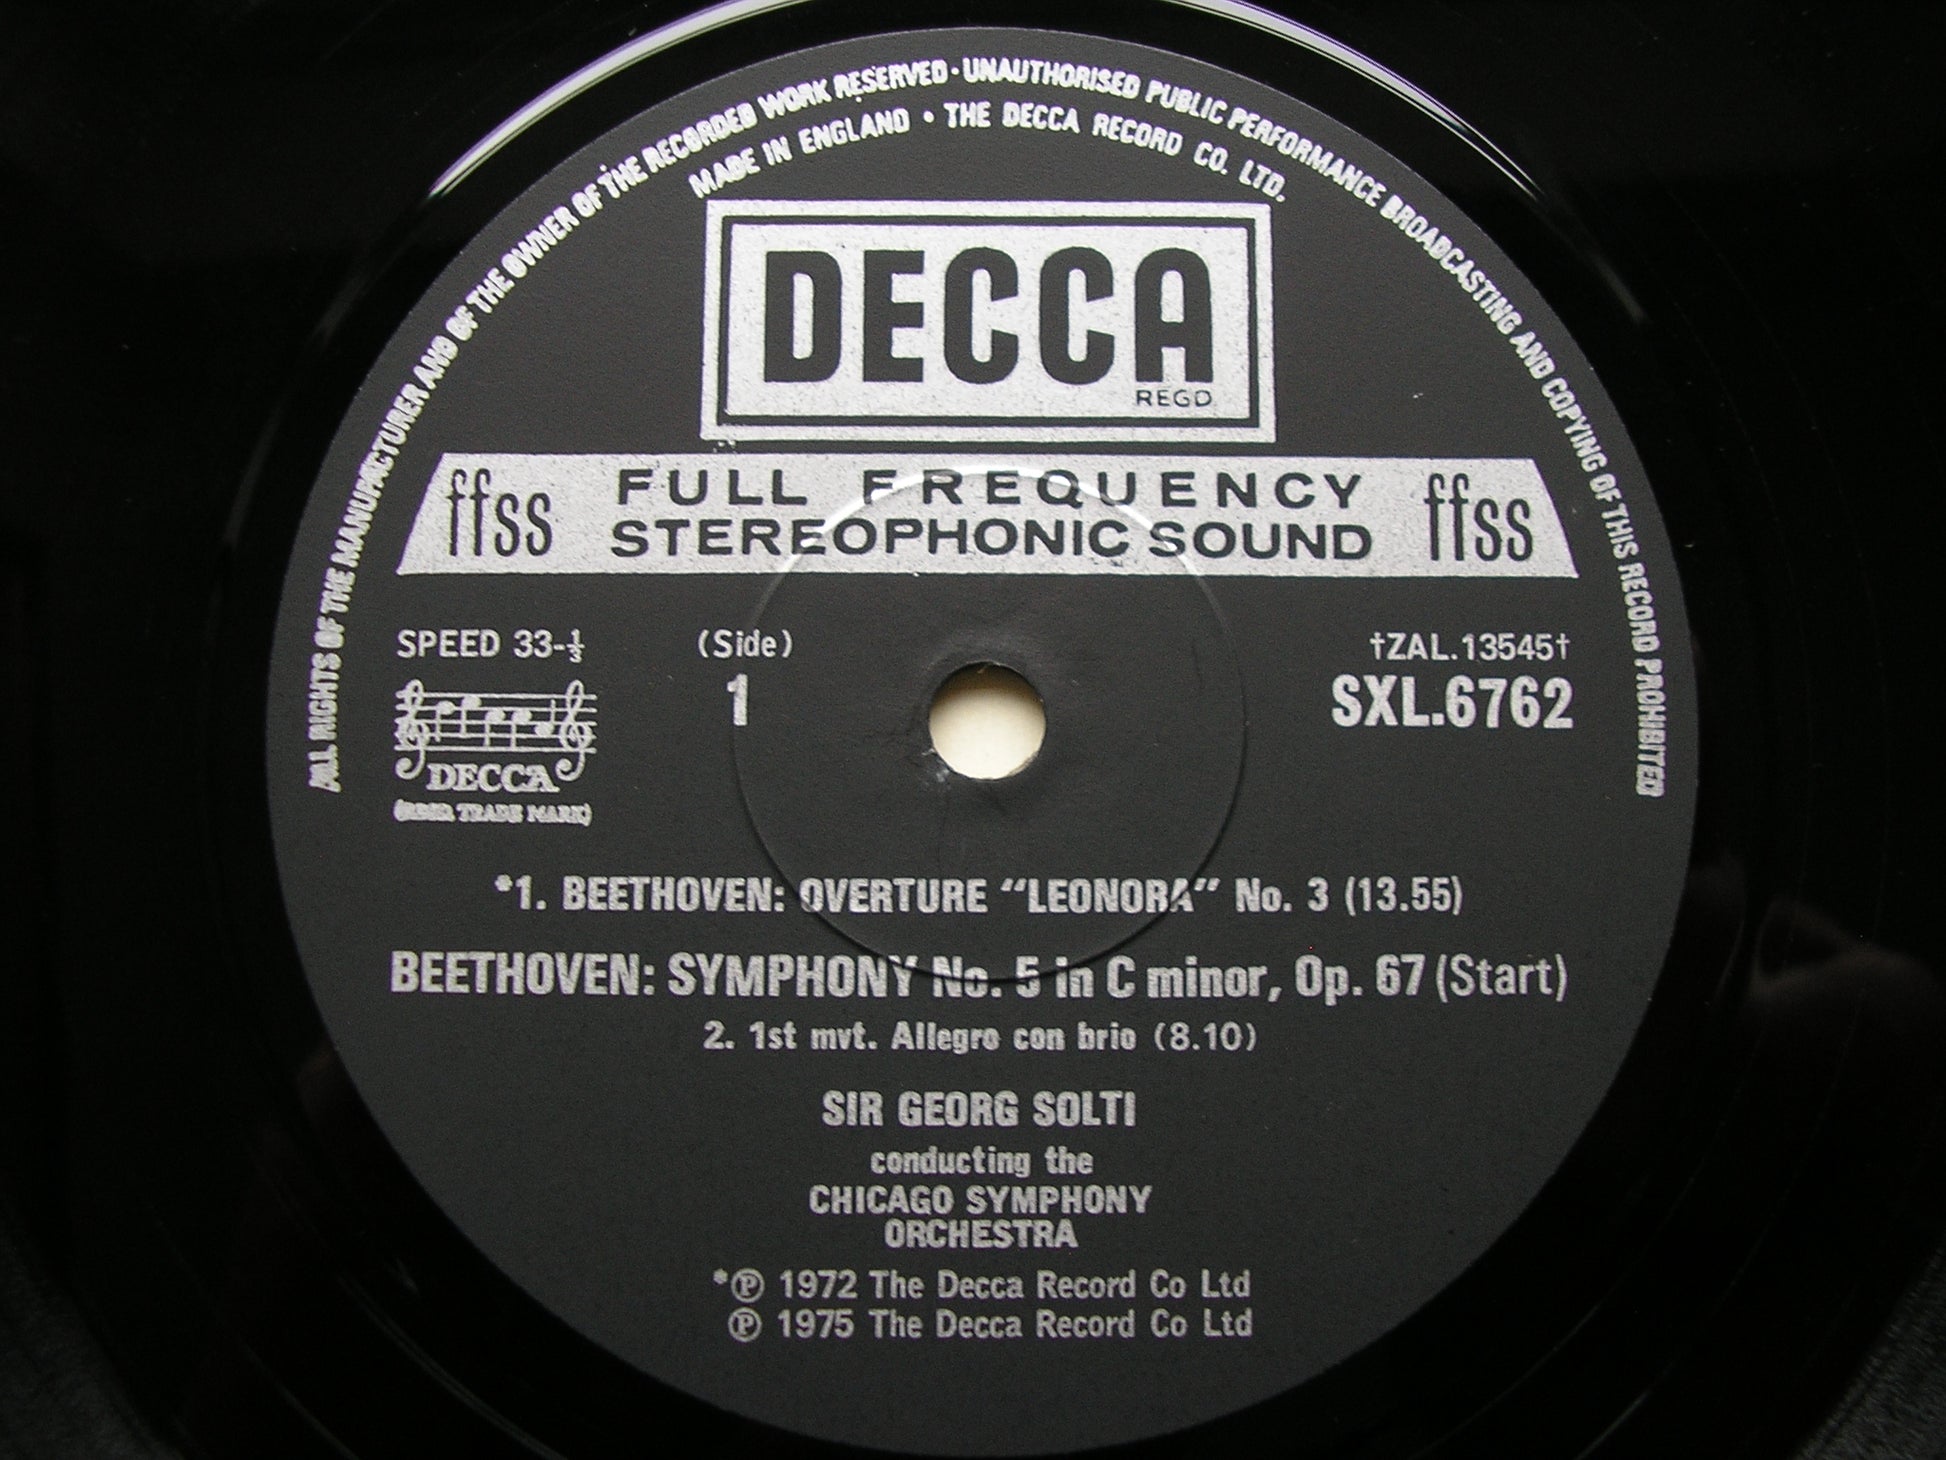 ALL RIGHTS OF THE MANUFACTURER AND OF THE OWNER OF THE RECORDED WORK RESERVED · UNAUTHORISED PUBLIC PERFORMANCE BROADCASTING AND COPYING OF THIS RECORD PROHIBITED
MADE IN ENGLAND • THE DECCA RECORD CO. LTD.
DECCA
REGD
ffss FULL FREQUENCY STEREOPHONIC SOUND ffss
SPEED 33-⅓ (Side) †ZAL.13545†
1 SXL.6762
DECCA
(REGD. TRADE MARK)
*1. BEETHOVEN: OVERTURE “LEONORA” No. 3 (13.55)
BEETHOVEN: SYMPHONY No. 5 in C minor, Op. 67 (Start)
2. 1st mvt. Allegro con brio (8.10)
SIR GEORG SOLTI
conducting the
CHICAGO SYMPHONY
ORCHESTRA
*℗ 1972 The Decca Record Co Ltd
℗ 1975 The Decca Record Co Ltd